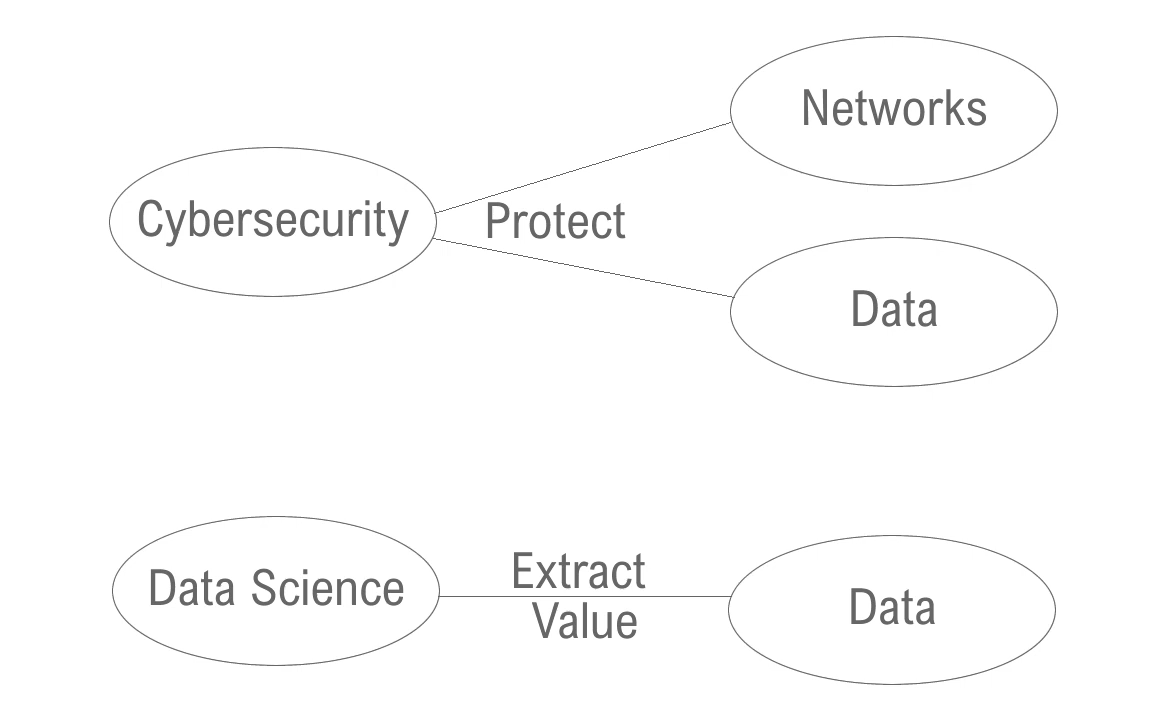 Networks
Cybersecurity
Protect
Data
Data Science
Extract
Value
Data